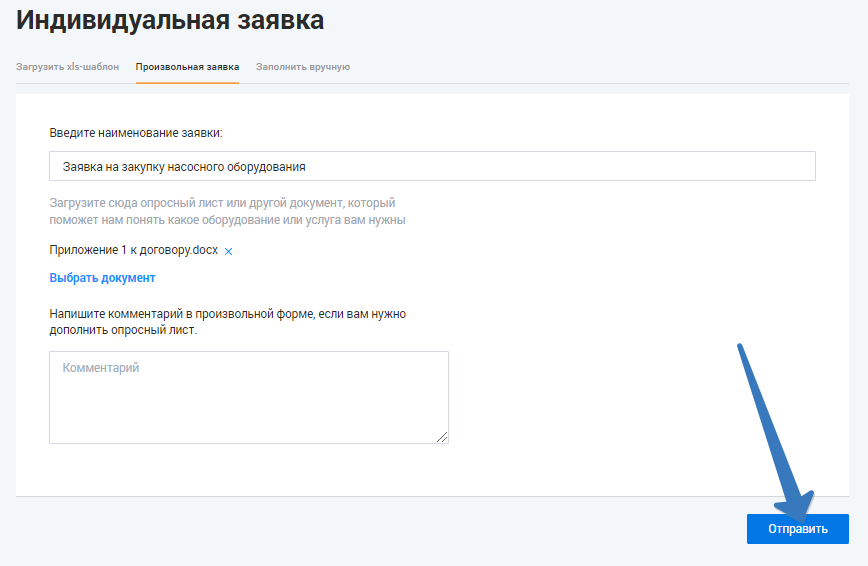 Индивидуальная заявка
Загрузить xls-шаблон Произвольная заявка Заполнить вручную
Введите наименование заявки:
Заявка на закупку насосного оборудования
Загрузите сюда опросный лист или другой документ, который
поможет нам понять какое оборудование или услуга вам нужны
Приложение 1 к договору.docx ×
Выбрать документ
Напишите комментарий в произвольной форме, если вам нужно
дополнить опросный лист.
Комментарий
Отправить